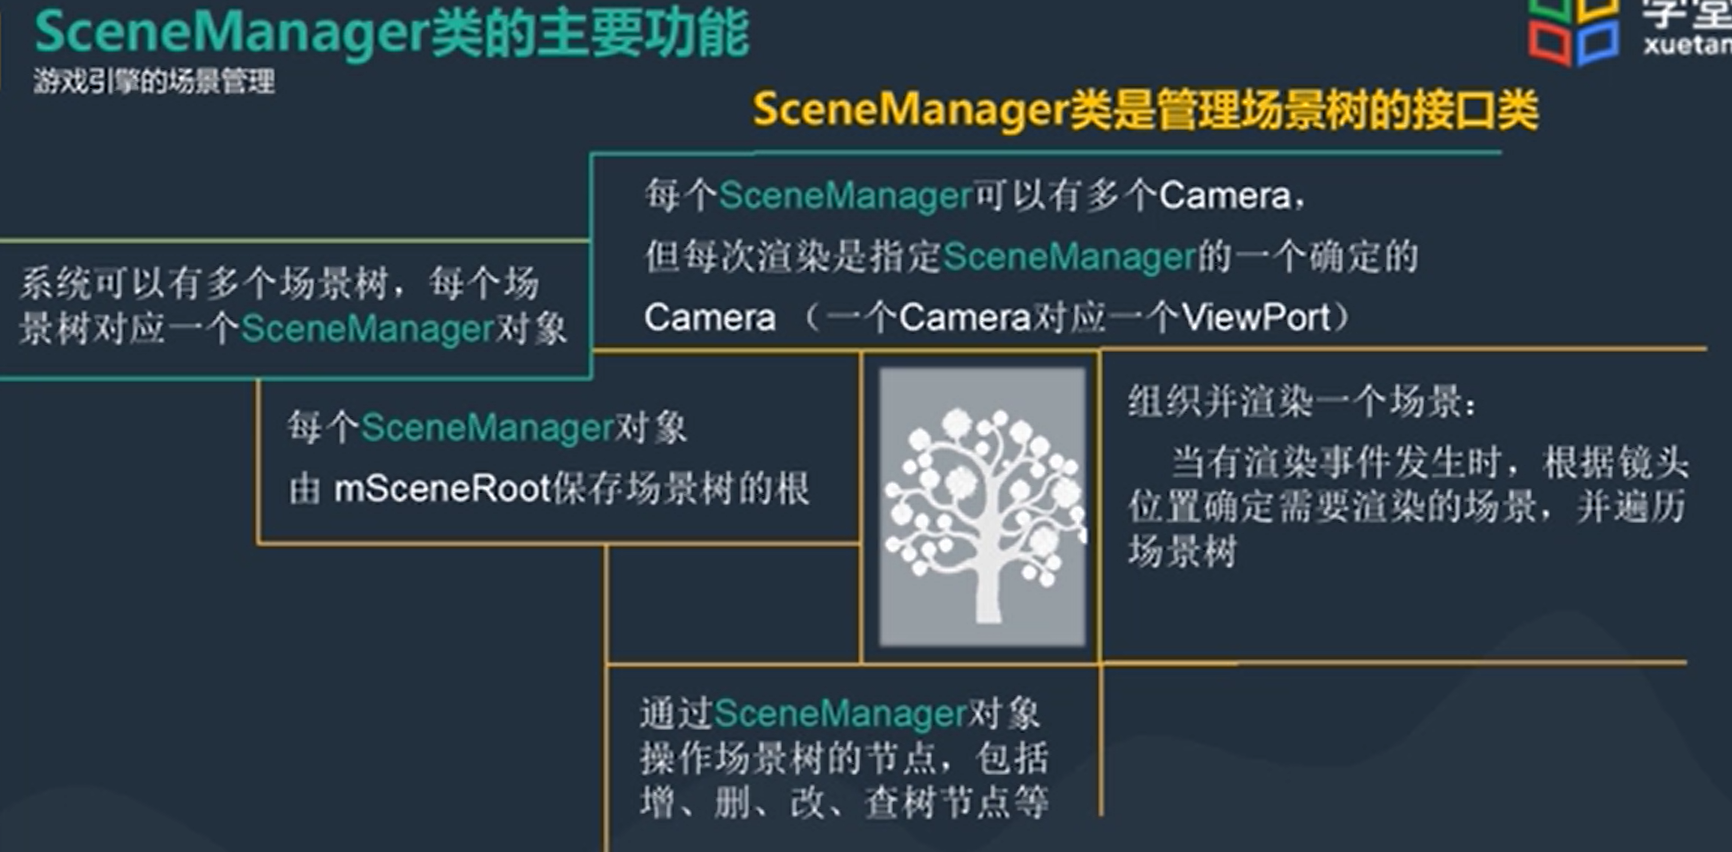 SceneManager类的主要功能
游戏引擎的场景管理
学堂
xuetan
SceneManager类是管理场景树的接口类
每个SceneManager可以有多个Camera，
但每次渲染是指定SceneManager的一个确定的
Camera （一个Camera对应一个ViewPort）
系统可以有多个场景树，每个场
景树对应一个SceneManager对象
每个SceneManager对象
由 mSceneRoot保存场景树的根
组织并渲染一个场景：
当有渲染事件发生时，根据镜头
位置确定需要渲染的场景，并遍历
场景树
通过SceneManager对象
操作场景树的节点，包括
增、删、改、查树节点等